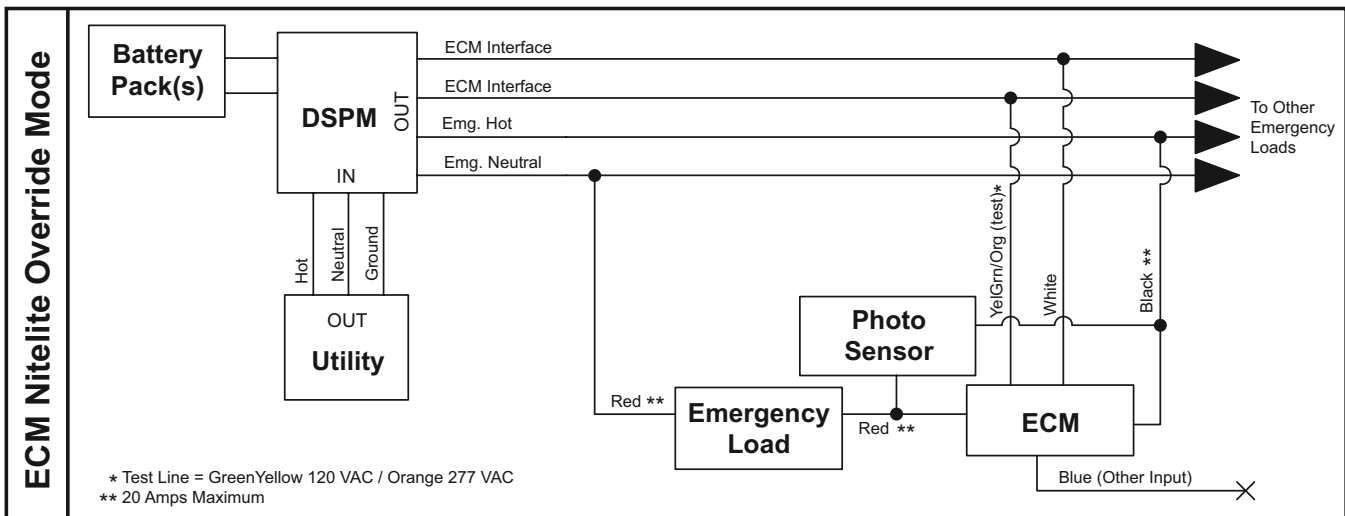 ECM Nitelite Override Mode
Battery
Pack(s)
DSPM
OUT
IN
ECM Interface
ECM Interface
Emg. Hot
Emg. Neutral
To Other
Emergency
Loads
Hot
Neutral
Ground
OUT
Utility
YelGrn/Org (test)*
White
Black **
Photo
Sensor
Red **
Emergency
Load
Red **
ECM
Blue (Other Input)
* Test Line = GreenYellow 120 VAC / Orange 277 VAC
** 20 Amps Maximum